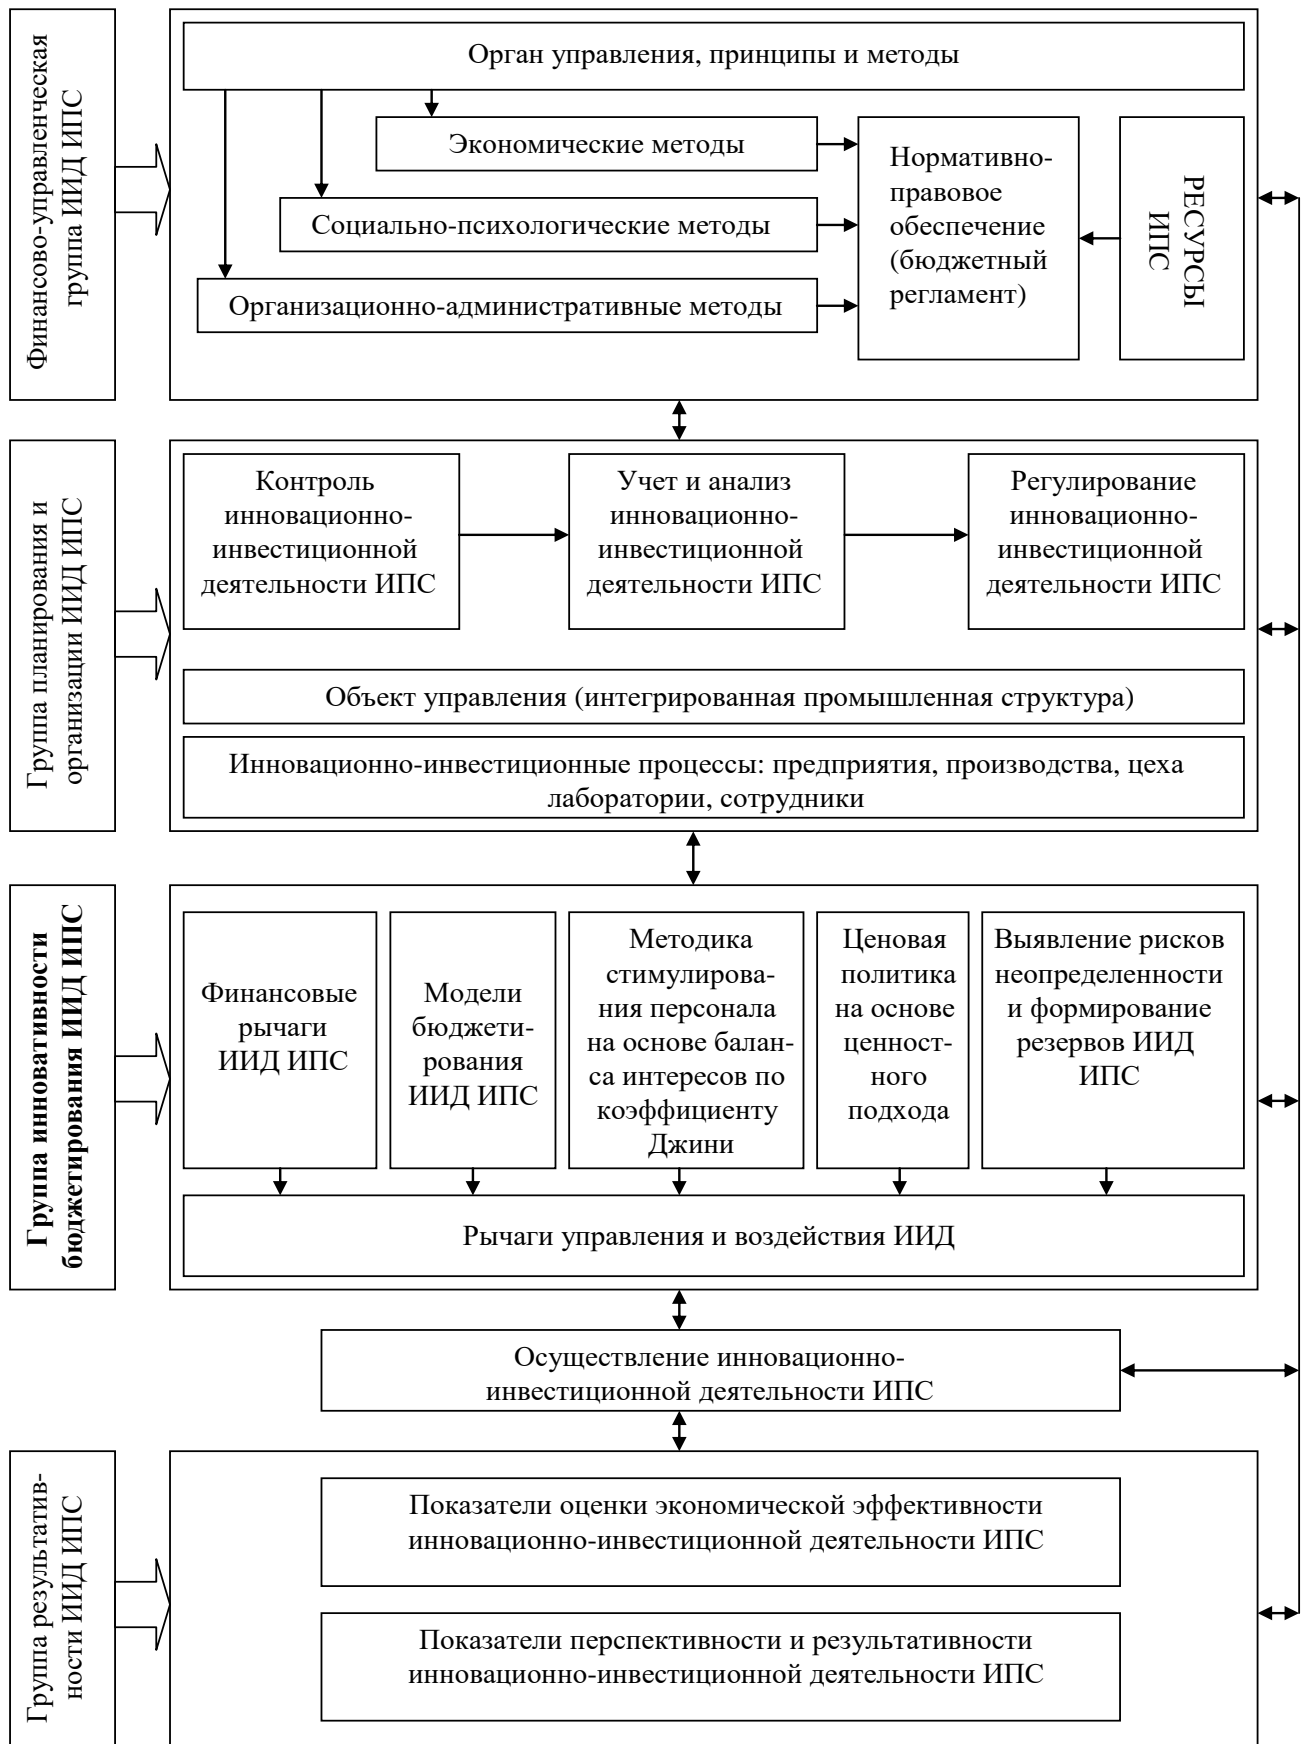 Финансово-управленческая
группа ИИД ИПС
Орган управления, принципы и методы
Экономические методы
Социально-психологические методы
Организационно-административные методы
Нормативно-
правовое
обеспечение
(бюджетный
регламент)
РЕСУРСЫ
ИПС
Группа планирования и
организации ИИД ИПС
Контроль
инновационно-
инвестиционной
деятельности ИПС
Учет и анализ
инновационно-
инвестиционной
деятельности ИПС
Регулирование
инновационно-
инвестиционной
деятельности ИПС
Объект управления (интегрированная промышленная структура)
Инновационно-инвестиционные процессы: предприятия, производства, цеха
лаборатории, сотрудники
Группа инновативности
бюджетирования ИИД ИПС
Финансовые
рычаги
ИИД ИПС
Модели
бюджети-
рования
ИИД ИПС
Методика
стимулирова-
ния персонала
на основе балан-
са интересов по
коэффициенту
Джини
Ценовая
политика
на основе
ценност-
ного
подхода
Выявление рисков
неопределенности
и формирование
резервов ИИД
ИПС
Рычаги управления и воздействия ИИД
Осуществление инновационно-
инвестиционной деятельности ИПС
Группа результатив-
ности ИИД ИПС
Показатели оценки экономической эффективности
инновационно-инвестиционной деятельности ИПС
Показатели перспективности и результативности
инновационно-инвестиционной деятельности ИПС